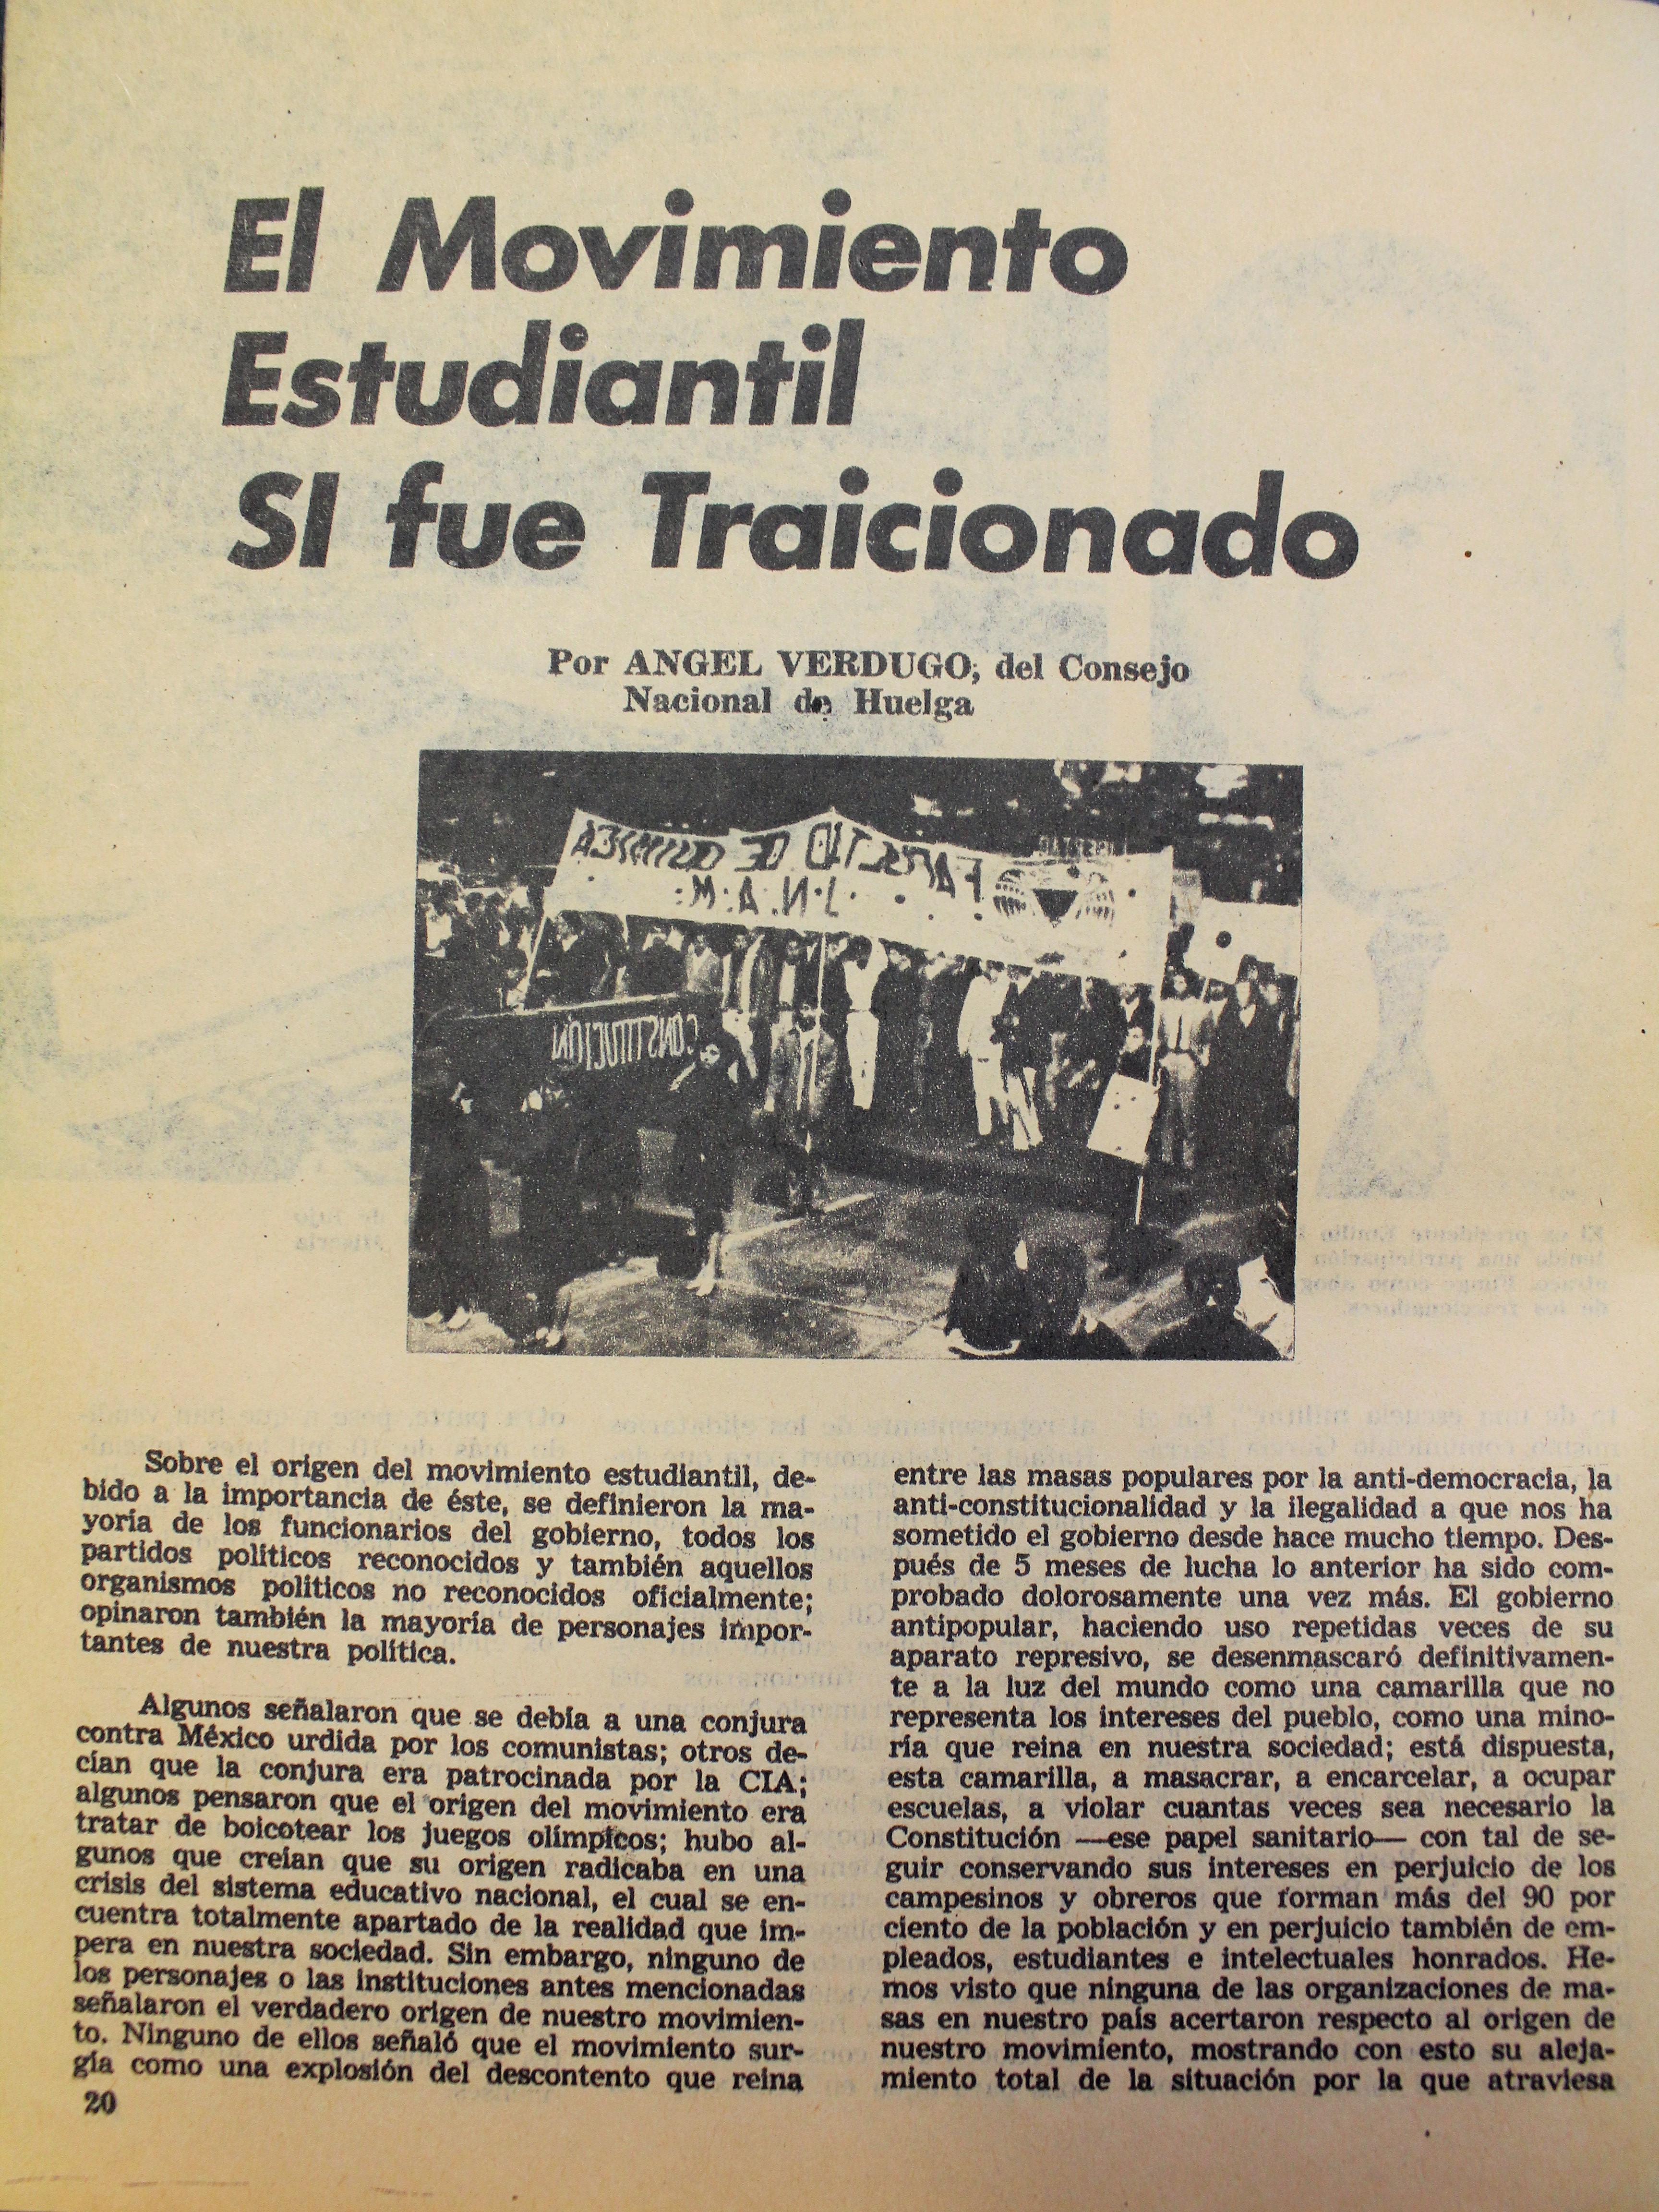 El Movimiento
Estudiantil
SI fue Traicionado
Por ANGEL VERDUGO, del Consejo
Nacional de Huelga
FACULTAD DE QUIMICA
CONSTITUCION
Sobre el origen del movimiento estudiantil, de-
bido a la importancia de éste, se definieron la ma-
yoría de los funcionarios del gobierno, todos los
partidos políticos reconocidos y también aquellos
organismos políticos no reconocidos oficialmente;
opinaron también la mayoría de personajes impor-
tantes de nuestra política.
Algunos señalaron que se debía a una conjura
contra México urdida por los comunistas; otros de-
cían que la conjura era patrocinada por la CIA;
algunos pensaron que el origen del movimiento era
tratar de boicotear los juegos olímpicos; hubo al-
gunos que creían que su origen radicaba en una
crisis del sistema educativo nacional, el cual se en-
cuentra totalmente apartado de la realidad que im-
pera en nuestra sociedad. Sin embargo, ninguno de
los personajes o las instituciones antes mencionadas
señalaron el verdadero origen de nuestro movimien-
to. Ninguno de ellos señaló que el movimiento sur-
gía como una explosión del descontento que reina
20
entre las masas populares por la anti-democracia, la
anti-constitucionalidad y la ilegalidad a que nos ha
sometido el gobierno desde hace mucho tiempo. Des-
pués de 5 meses de lucha lo anterior ha sido com-
probado dolorosamente una vez más. El gobierno
antipopular, haciendo uso repetidas veces de su
aparato represivo, se desenmascaró definitivamen-
te a la luz del mundo como una camarilla que no
representa los intereses del pueblo, como una mino-
ría que reina en nuestra sociedad; está dispuesta,
esta camarilla, a masacrar, a encarcelar, a ocupar
escuelas, a violar cuantas veces sea necesario la
Constitución —ese papel sanitario— con tal de se-
guir conservando sus intereses en perjuicio de los
campesinos y obreros que forman más del 90 por
ciento de la población y en perjuicio también de em-
pleados, estudiantes e intelectuales honrados. He-
mos visto que ninguna de las organizaciones de ma-
sas en nuestro país acertaron respecto al origen de
nuestro movimiento, mostrando con esto su aleja-
miento total de la situación por la que atraviesa